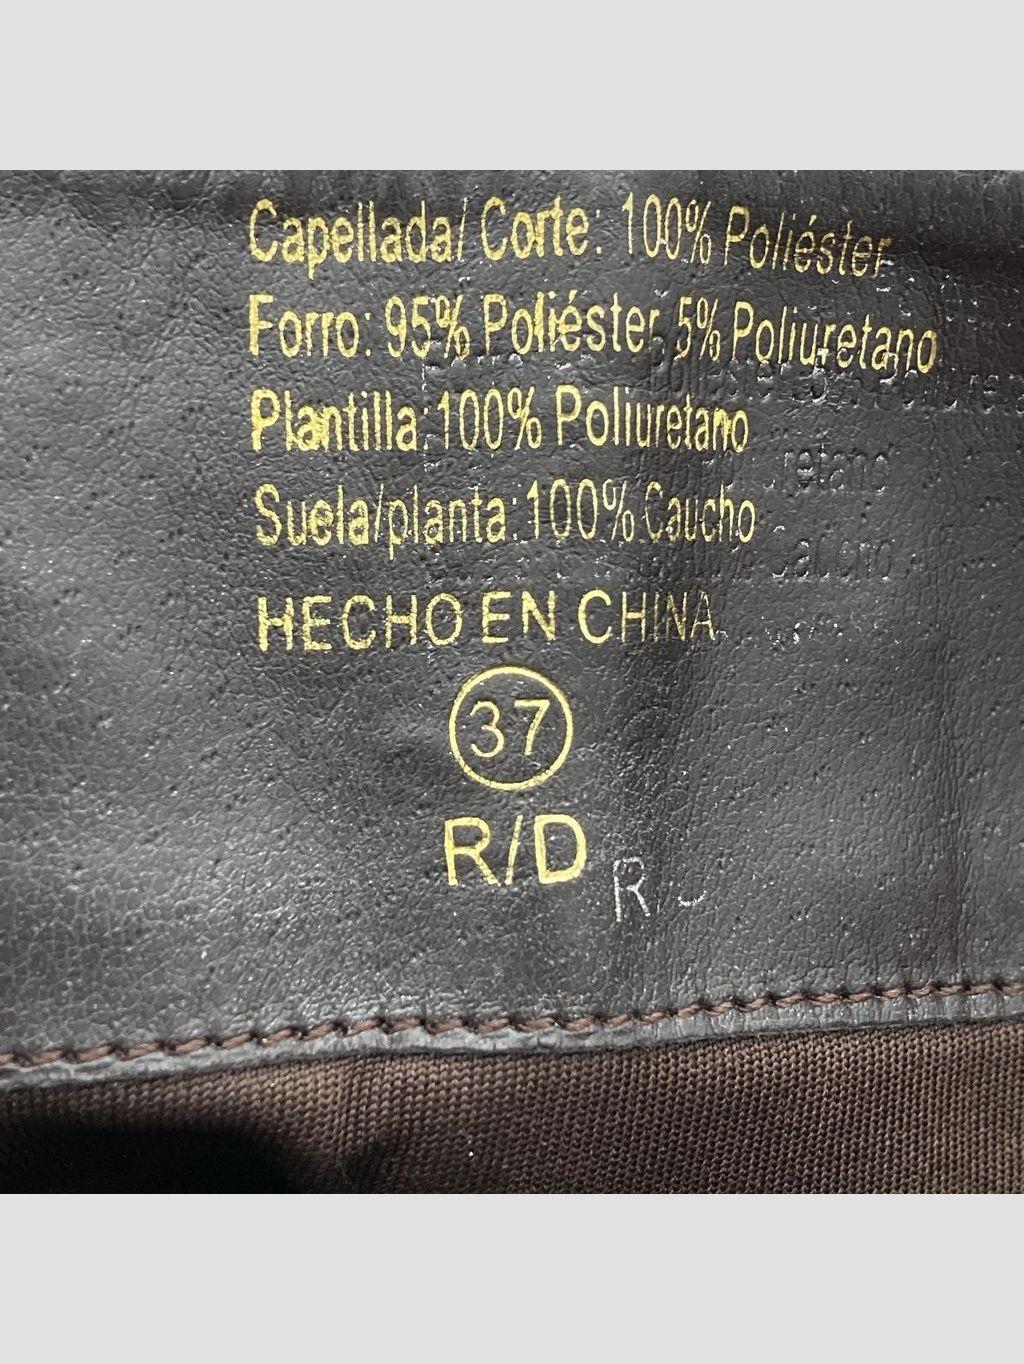 Capellada/ Corte: 100% Poliéster
Forro: 95% Poliéster 5% Poliuretano
Plantilla:100% Poliuretano
Suela/planta:100% Caucho
HECHO EN CHINA
37
R/D